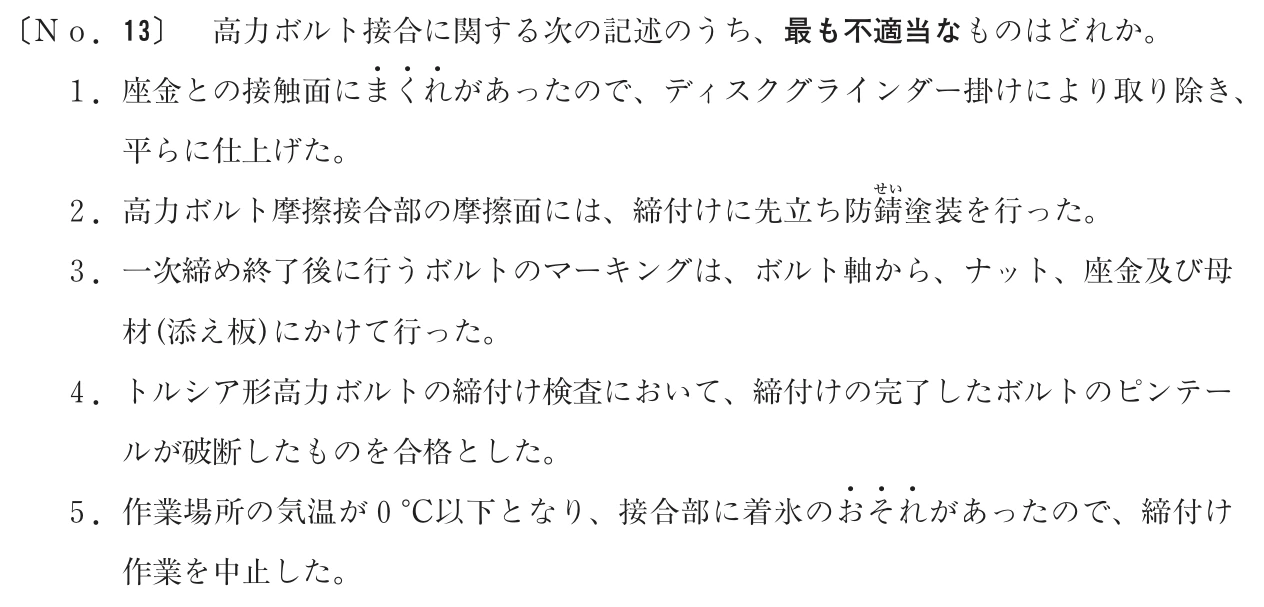 〔Ｎｏ．13〕　高力ボルト接合に関する次の記述のうち、最も不適当なものはどれか。
１．座金との接触面にまくれがあったので、ディスクグラインダー掛けにより取り除き、
平らに仕上げた。
２．高力ボルト摩擦接合部の摩擦面には、締付けに先立ち防錆せい塗装を行った。
３．一次締め終了後に行うボルトのマーキングは、ボルト軸から、ナット、座金及び母
材(添え板)にかけて行った。
４．トルシア形高力ボルトの締付け検査において、締付けの完了したボルトのピンテー
ルが破断したものを合格とした。
５．作業場所の気温が０℃以下となり、接合部に着氷のおそれがあったので、締付け
作業を中止した。